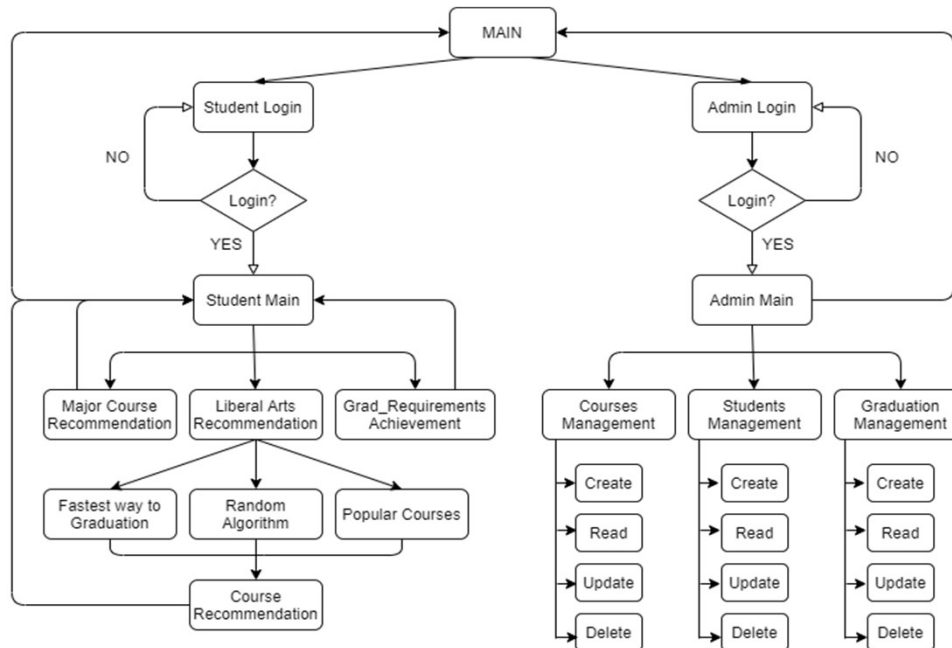 MAIN
Student Login
Admin Login
NO
NO
Login?
Login?
YES
YES
Student Main
Admin Main
Major Course
Recommendation
Liberal Arts
Recommendation
Grad_Requirements
Achievement
Courses
Management
Students
Management
Graduation
Management
Fastest way to
Graduation
Random
Algorithm
Popular Courses
Course
Recommendation
Create
Read
Update
Delete
Create
Read
Update
Delete
Create
Read
Update
Delete